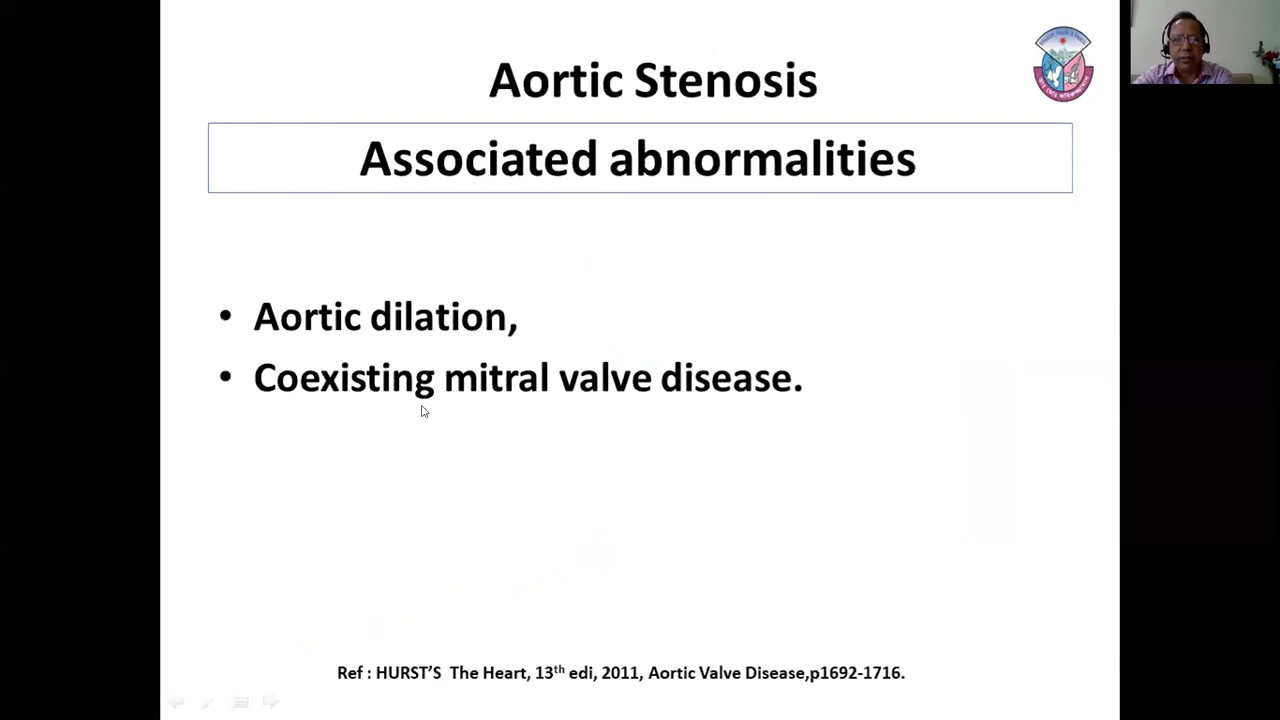 Aortic Stenosis
Associated abnormalities
• Aortic dilation,
• Coexisting mitral valve disease.
Ref : HURST’S The Heart, 13th edi, 2011, Aortic Valve Disease,p1692-1716.